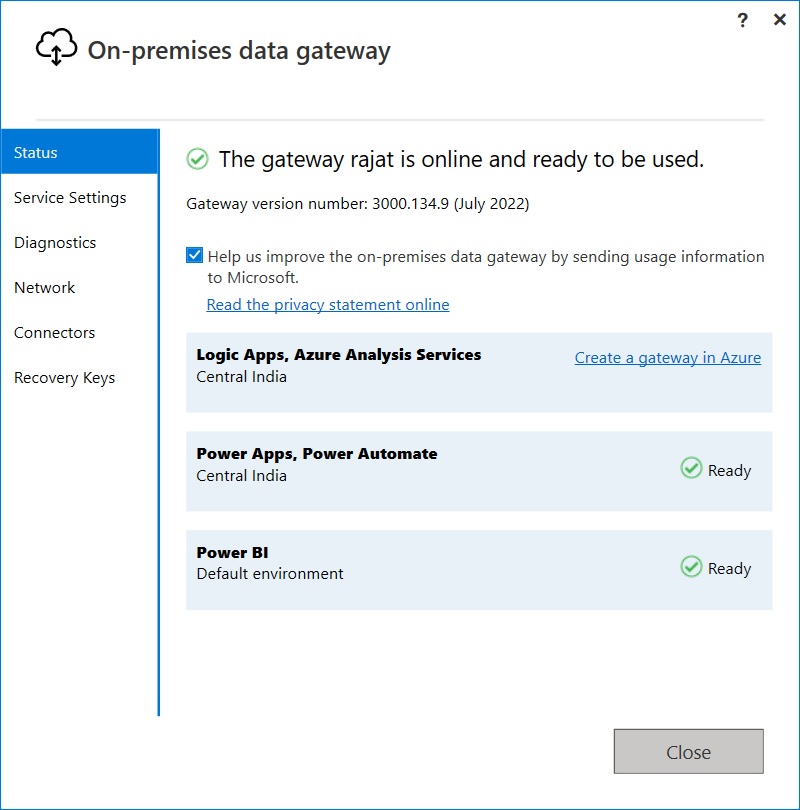 ?
On-premises data gateway
Status
Service Settings
Diagnostics
Network
Connectors
Recovery Keys
The gateway rajat is online and ready to be used.
Gateway version number: 3000.134.9 (July 2022)
Help us improve the on-premises data gateway by sending usage information
to Microsoft.
Read the privacy statement online
Logic Apps, Azure Analysis Services
Create a gateway in Azure
Central India
Power Apps, Power Automate
Central India
Ready
Power BI
Default environment
Ready
Close